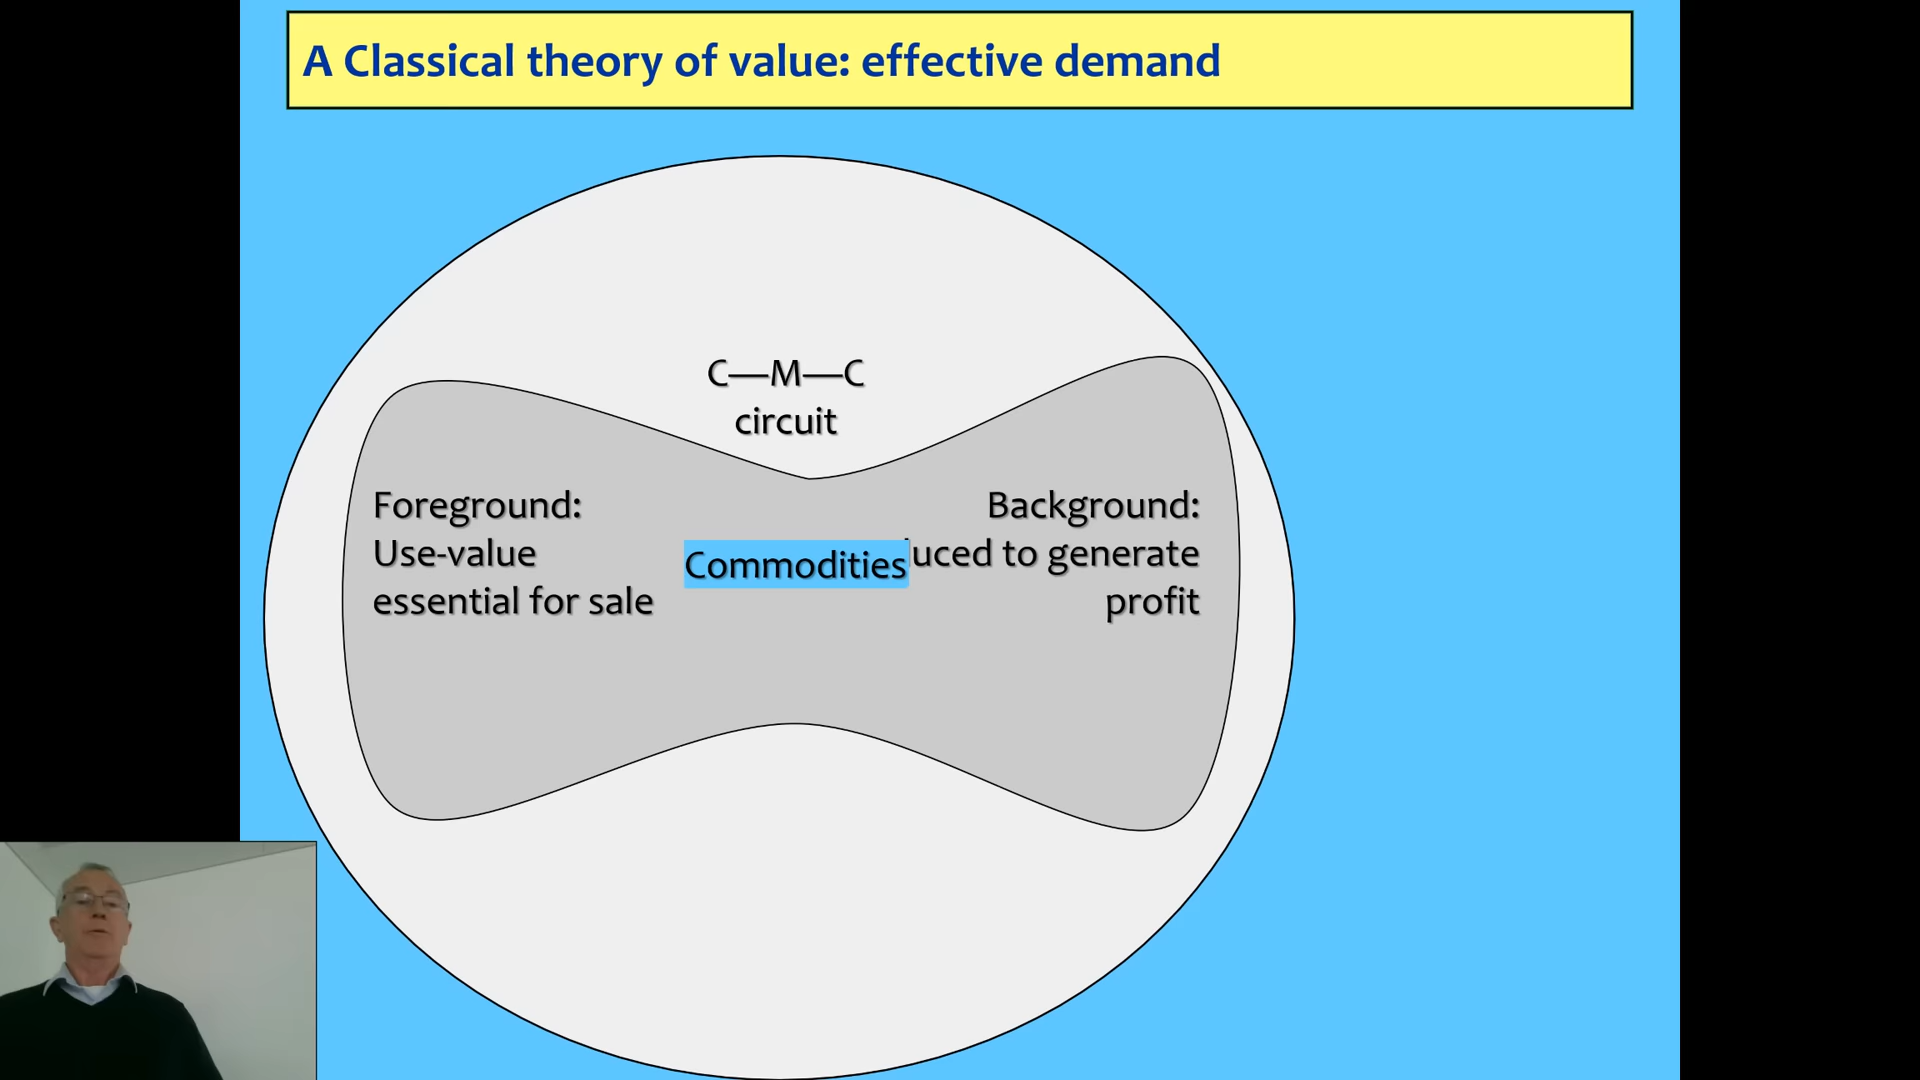 A Classical theory of value: effective demand
C—M—C
circuit
Foreground:
Use-value
essential for sale
Commodities
Background:
uced to generate
profit